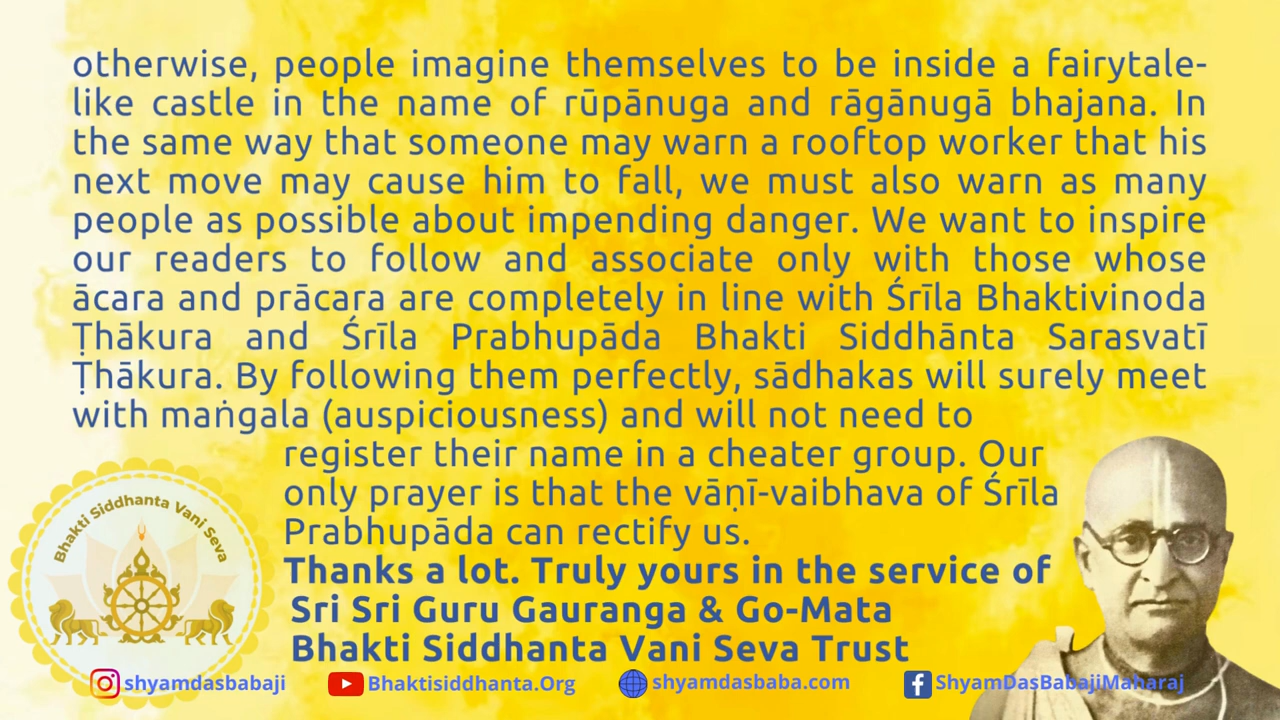 otherwise, people imagine themselves to be inside a fairytale-
like castle in the name of rūpānuga and rāgānugā bhajana. In
the same way that someone may warn a rooftop worker that his
next move may cause him to fall, we must also warn as many
people as possible about impending danger. We want to inspire
our readers to follow and associate only with those whose
ācara and prācara are completely in line with Śrīla Bhaktivinoda
Ṭhākura and Śrīla Prabhupāda Bhakti Siddhānta Sarasvatī
Ṭhākura. By following them perfectly, sādhakas will surely meet
with maṅgala (auspiciousness) and will not need to
register their name in a cheater group. Our
only prayer is that the vāṇī-vaibhava of Śrīla
Prabhupāda can rectify us.
Thanks a lot. Truly yours in the service of
Sri Sri Guru Gauranga & Go-Mata
Bhakti Siddhanta Vani Seva Trust
Bhakti Siddhanta Vani Seva
shyamdasbabaji Bhaktisiddhanta.Org shyamdasbaba.com ShyamDasBabajiMaharaj